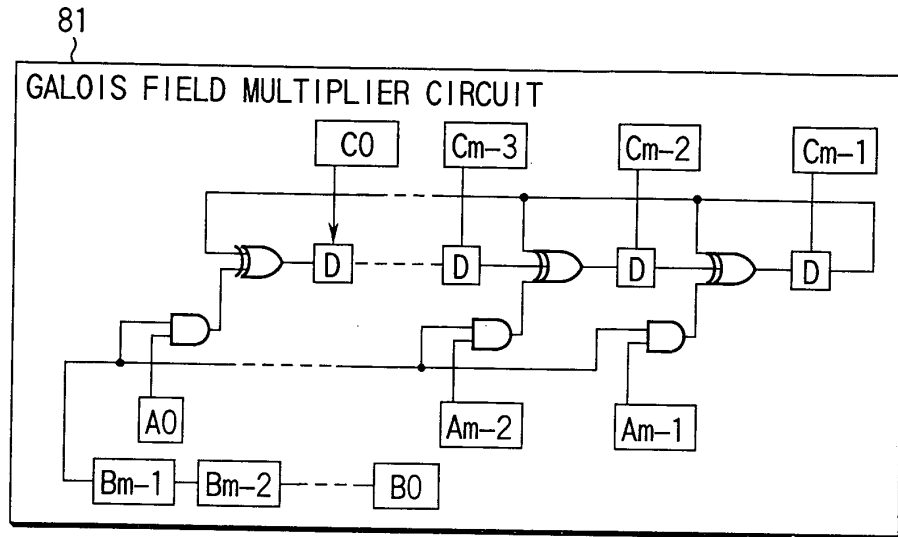 81
GALOIS FIELD MULTIPLIER CIRCUIT
C0 Cm-3 Cm-2 Cm-1
D D D D
A0 Am-2 Am-1
Bm-1 Bm-2 B0